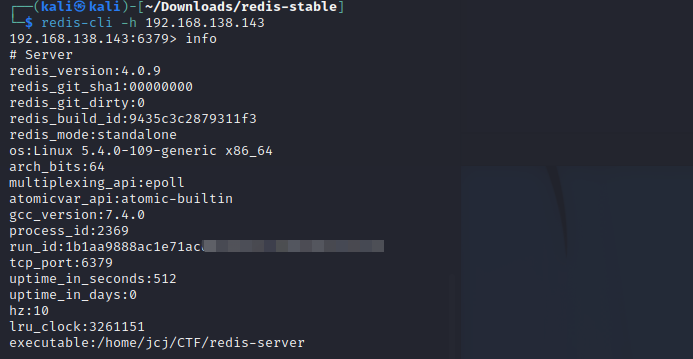 ┌──(kali㉿kali)-[~/Downloads/redis-stable]
└─$ redis-cli -h 192.168.138.143
192.168.138.143:6379> info
# Server
redis_version:4.0.9
redis_git_sha1:00000000
redis_git_dirty:0
redis_build_id:9435c3c2879311f3
redis_mode:standalone
os:Linux 5.4.0-109-generic x86_64
arch_bits:64
multiplexing_api:epoll
atomicvar_api:atomic-builtin
gcc_version:7.4.0
process_id:2369
run_id:1b1aa9888ac1e71ac
tcp_port:6379
uptime_in_seconds:512
uptime_in_days:0
hz:10
lru_clock:3261151
executable:/home/jcj/CTF/redis-server